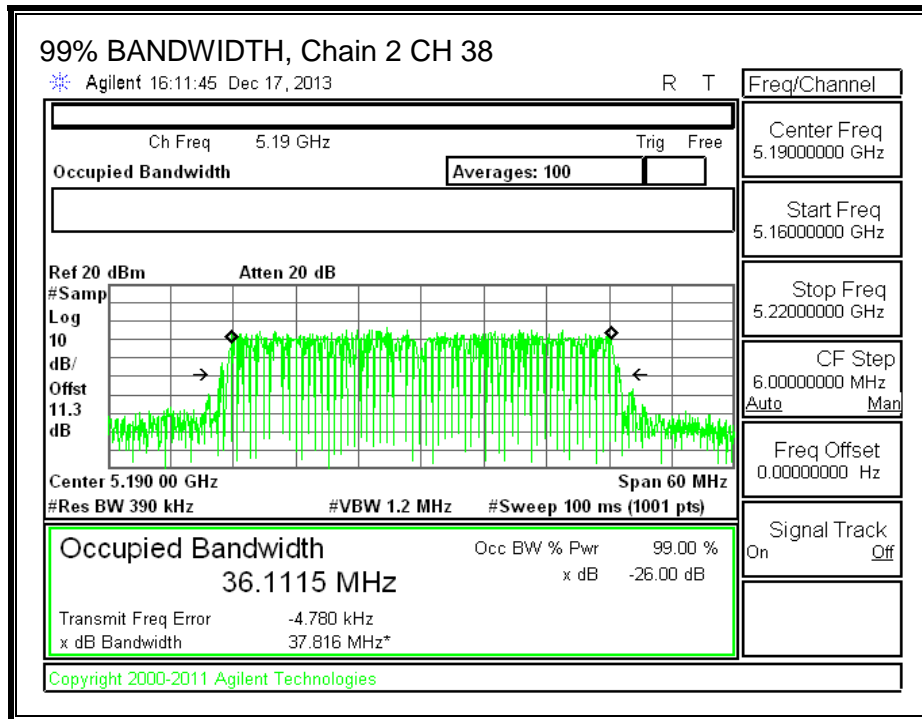 99% BANDWIDTH, Chain 2 CH 38
Agilent 16:11:45 Dec 17, 2013 R T
Freq/Channel
Ch Freq 5.19 GHz Trig Free
Occupied Bandwidth Averages: 100
Center Freq
5.19000000 GHz
Start Freq
5.16000000 GHz
Stop Freq
5.22000000 GHz
CF Step
6.00000000 MHz
Auto Man
Freq Offset
0.00000000 Hz
Signal Track
On Off
Ref 20 dBm Atten 20 dB
#Samp
Log
10
dB/
Offst
11.3
dB
Center 5.190 00 GHz Span 60 MHz
#Res BW 390 kHz #VBW 1.2 MHz #Sweep 100 ms (1001 pts)
Occupied Bandwidth Occ BW % Pwr 99.00 %
36.1115 MHz x dB -26.00 dB
Transmit Freq Error -4.780 kHz
x dB Bandwidth 37.816 MHz*
Copyright 2000-2011 Agilent Technologies